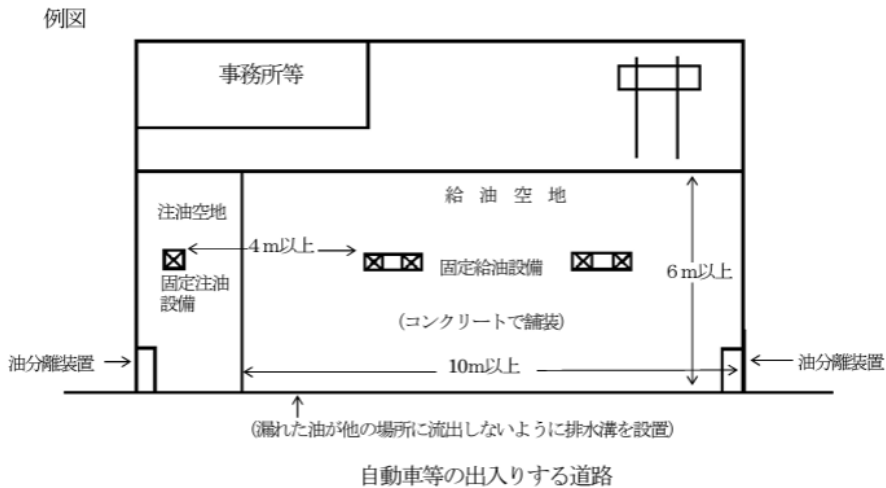 例図
事務所等
給油空地
注油空地
4m以上
固定注油
設備
固定給油設備
6m以上
(コンクリートで舗装)
油分離装置
10m以上
油分離装置
(漏れた油が他の場所に流出しないように排水溝を設置)
自動車等の出入りする道路